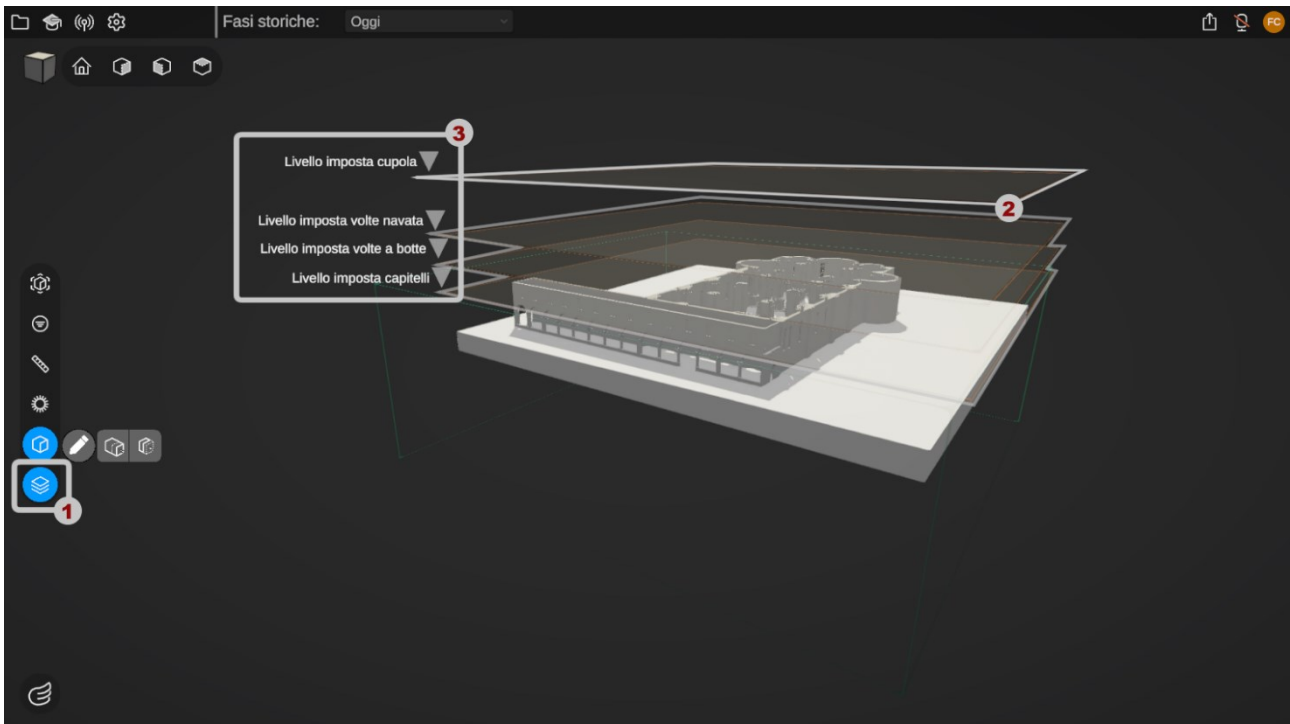 Fasi storiche: Oggi
FC
3
Livello imposta cupola
2
Livello imposta volte navata
Livello imposta volte a botte
Livello imposta capitelli
1